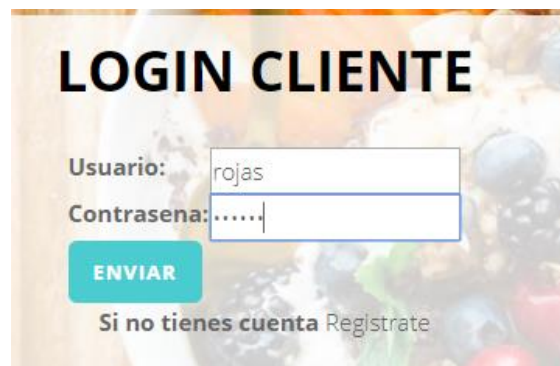 LOGIN CLIENTE
Usuario: rojas
Contrasena: ······
ENVIAR
Si no tienes cuenta Registrate